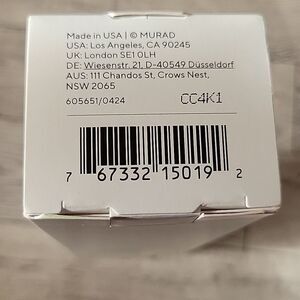 Made in USA | © MURAD
USA: Los Angeles, CA 90245
UK: London SE1 0LH
DE: Wiesenstr. 21, D-40549 Düsseldorf
AUS: 111 Chandos St, Crows Nest,
NSW 2065
605651/0424 CC4K1
7 67332 15019 2